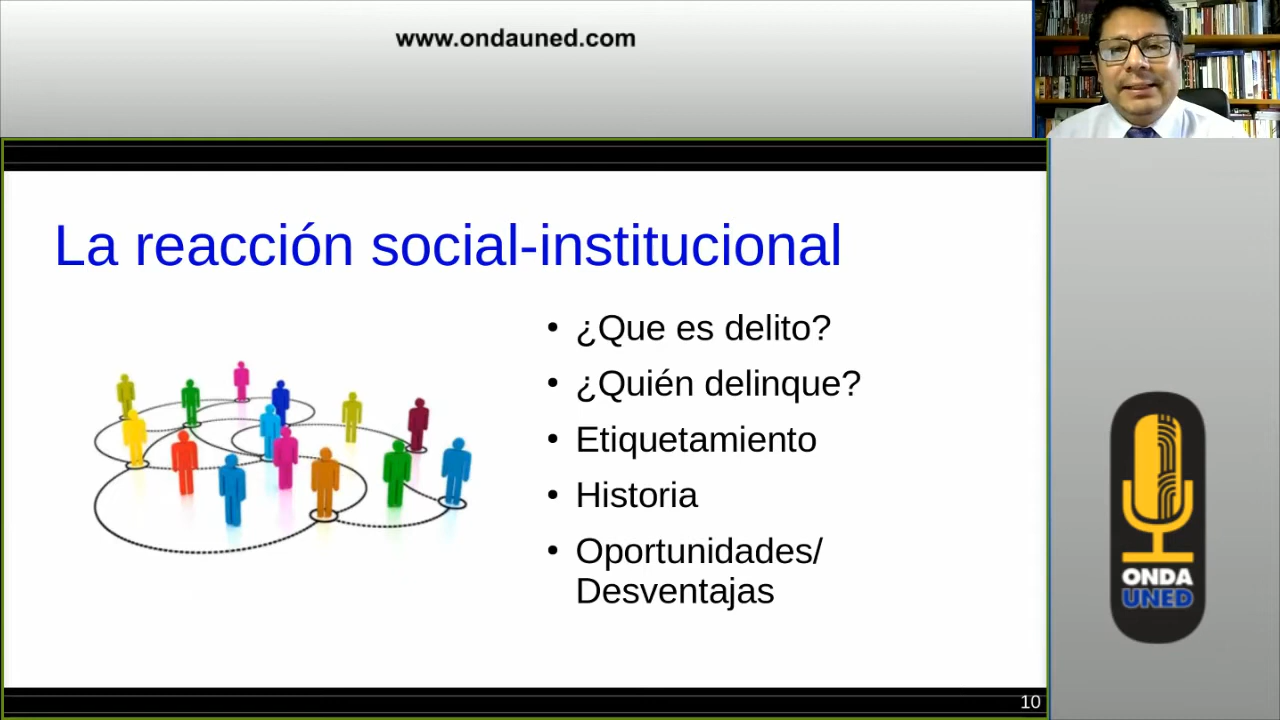 www.ondauned.com
La reacción social-institucional
• ¿Que es delito?
• ¿Quién delinque?
• Etiquetamiento
• Historia
• Oportunidades/
Desventajas
ONDA
UNED
10